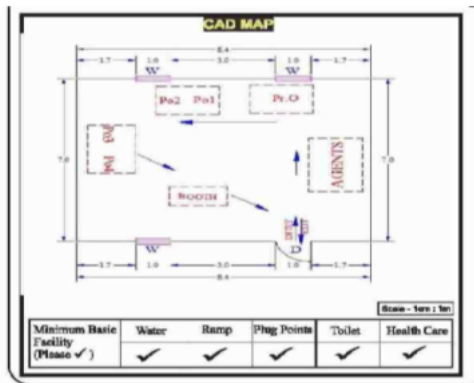 CAD MAP
8.4
1.7 1.0 3.0 1.0 1.7
W W
Po2 Po1 Pr.O
7.0 7.0
AGENTS
BOOTH
W D
1.0 3.0 1.0 1.7
8.4
Scale - 1cm : 1m
Minimum Basic Facility (Please ✓) Water Ramp Plug Points Toilet Health Care
✓ ✓ ✓ ✓ ✓